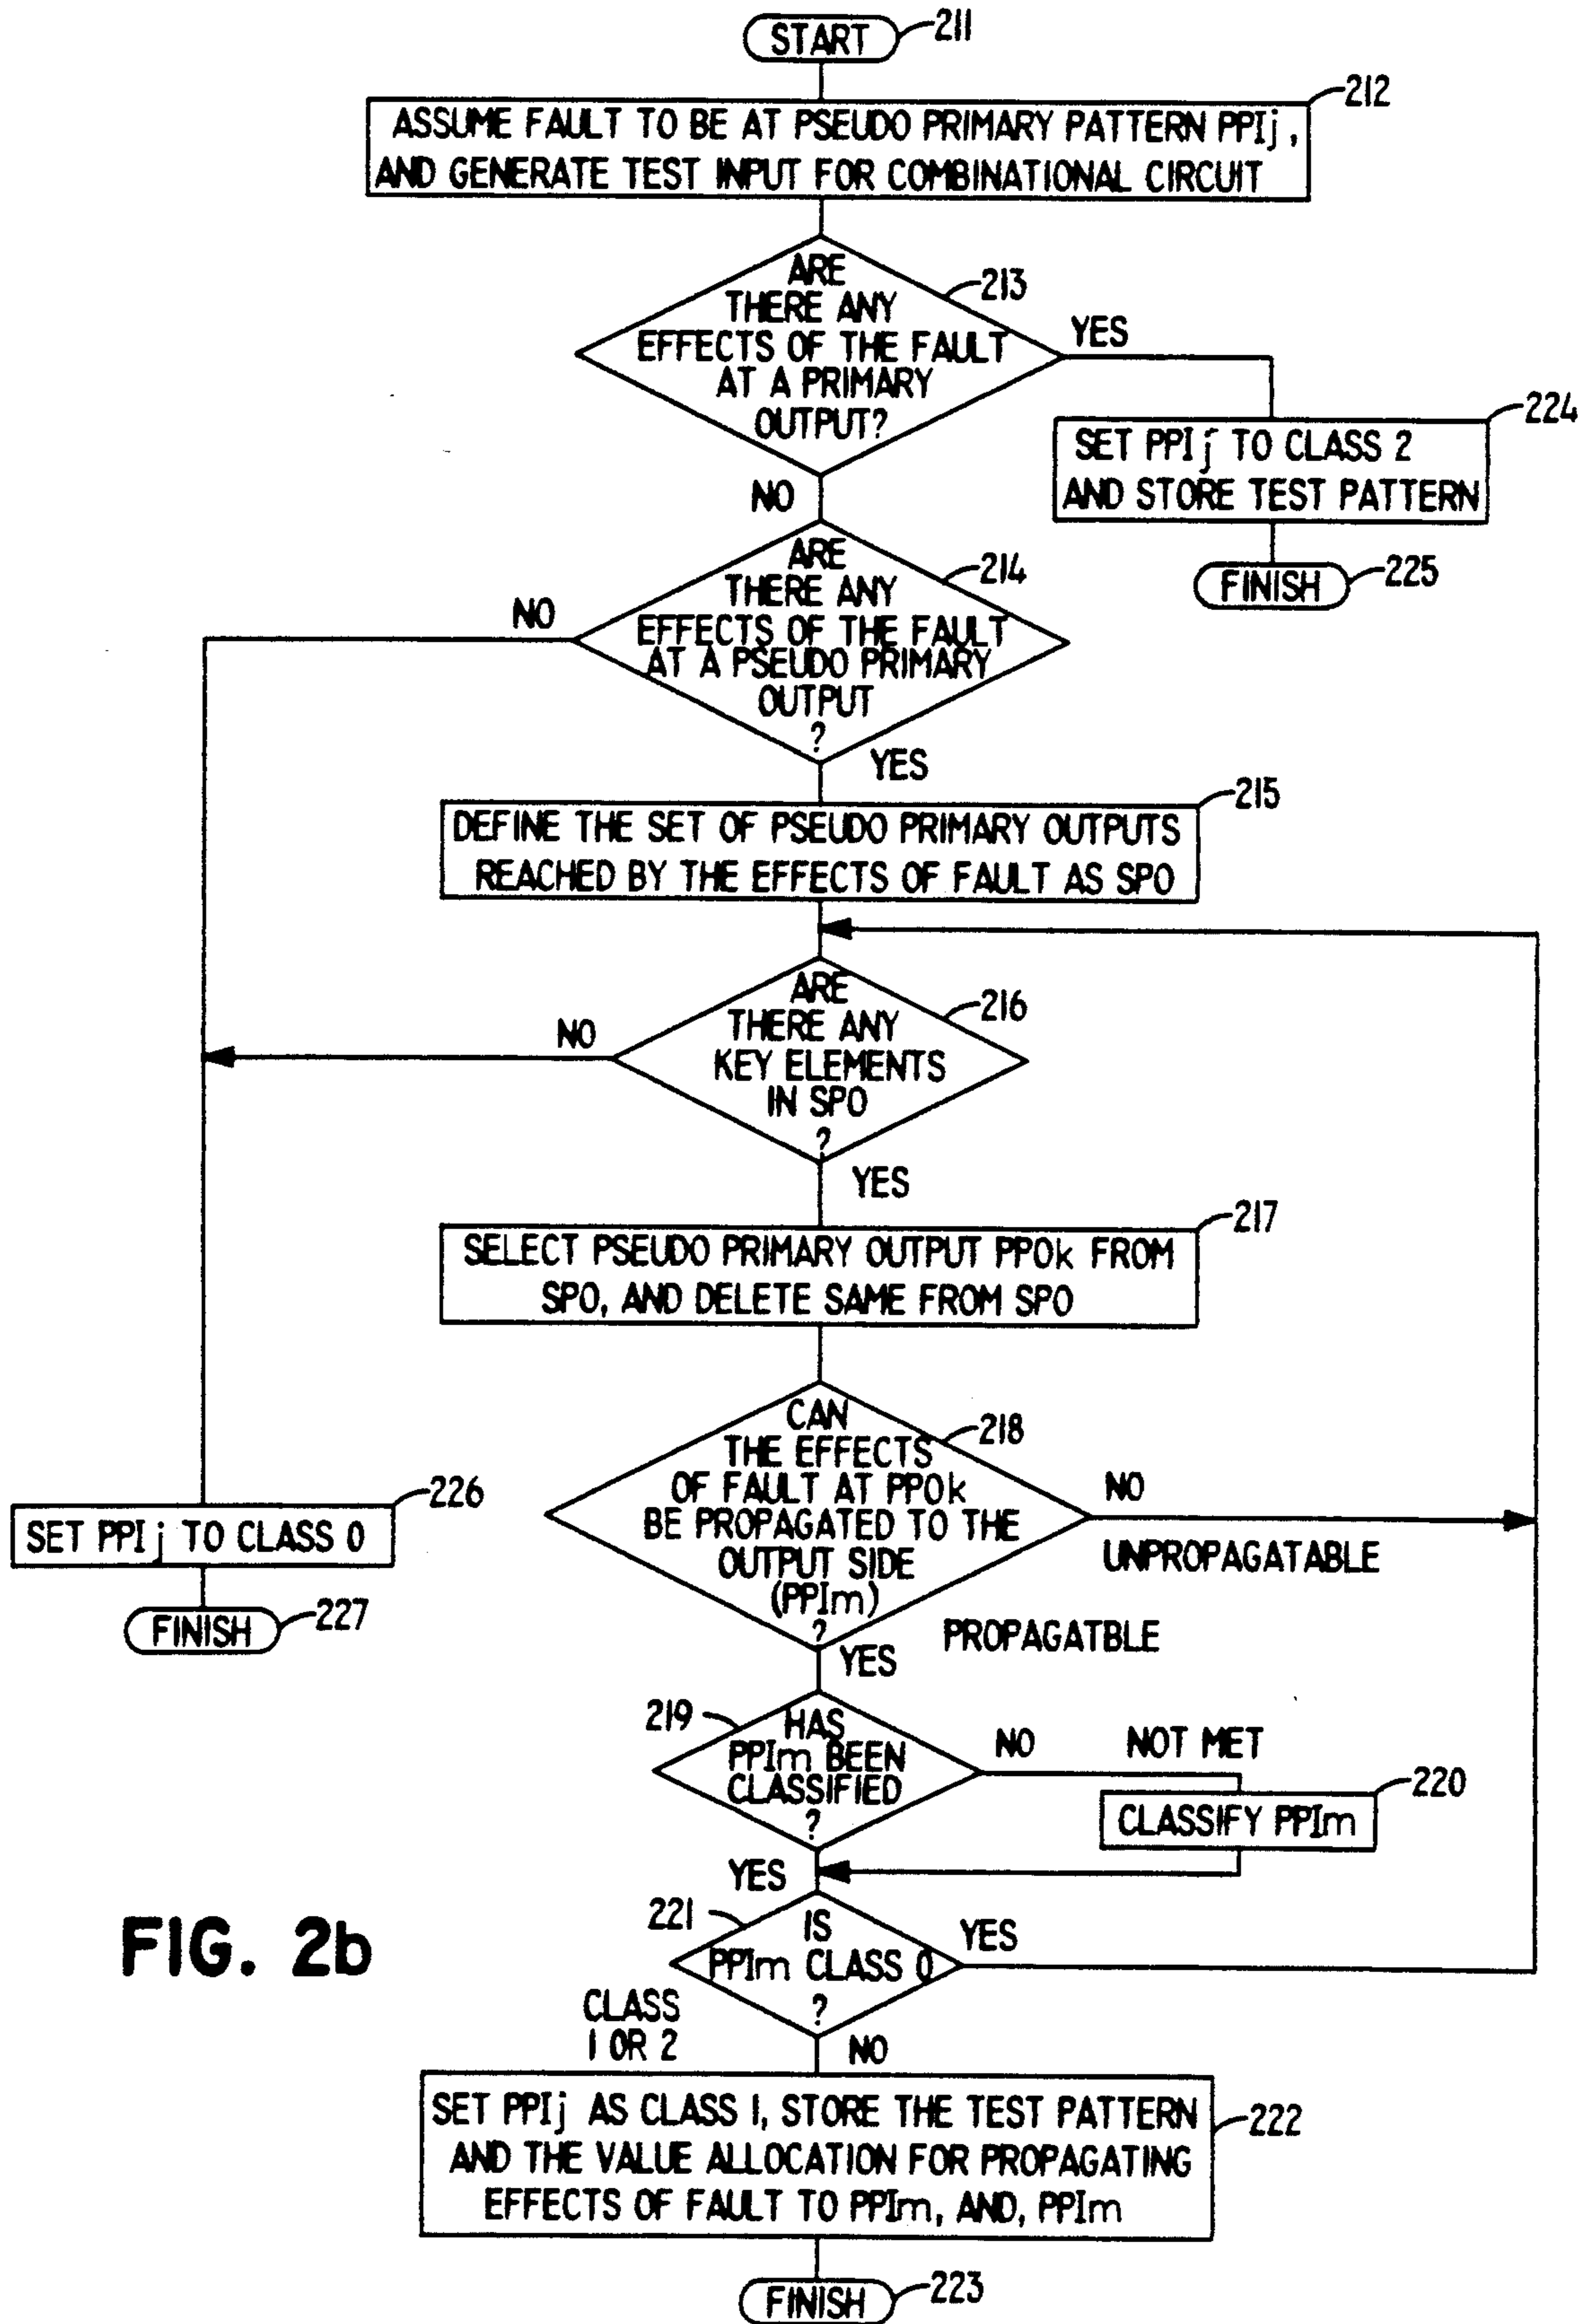 START
211
212
ASSUME FAULT TO BE AT PSEUDO PRIMARY PATTERN PPIj,
AND GENERATE TEST INPUT FOR COMBINATIONAL CIRCUIT
ARE
THERE ANY
EFFECTS OF THE FAULT
AT A PRIMARY
OUTPUT?
213
YES
NO
224
SET PPIj TO CLASS 2
AND STORE TEST PATTERN
FINISH
225
ARE
THERE ANY
EFFECTS OF THE FAULT
AT A PSEUDO PRIMARY
OUTPUT
?
214
NO
YES
215
DEFINE THE SET OF PSEUDO PRIMARY OUTPUTS
REACHED BY THE EFFECTS OF FAULT AS SPO
ARE
THERE ANY
KEY ELEMENTS
IN SPO
?
216
NO
YES
217
SELECT PSEUDO PRIMARY OUTPUT PPOk FROM
SPO, AND DELETE SAME FROM SPO
CAN
THE EFFECTS
OF FAULT AT PPOk
BE PROPAGATED TO THE
OUTPUT SIDE
(PPIm)
?
218
NO
UNPROPAGATABLE
PROPAGATBLE
YES
226
SET PPIj TO CLASS 0
FINISH
227
219
HAS
PPIm BEEN
CLASSIFIED
?
NO
NOT MET
220
CLASSIFY PPIm
YES
221
IS
PPIm CLASS 0
?
YES
CLASS
1 OR 2
NO
222
SET PPIj AS CLASS 1, STORE THE TEST PATTERN
AND THE VALUE ALLOCATION FOR PROPAGATING
EFFECTS OF FAULT TO PPIm, AND, PPIm
FINISH
223
FIG. 2b